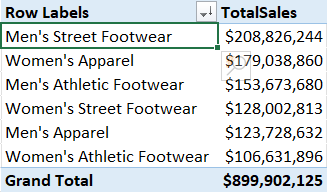 Row Labels TotalSales
Men's Street Footwear $208,826,244
Women's Apparel $179,038,860
Men's Athletic Footwear $153,673,680
Women's Street Footwear $128,002,813
Men's Apparel $123,728,632
Women's Athletic Footwear $106,631,896
Grand Total $899,902,125